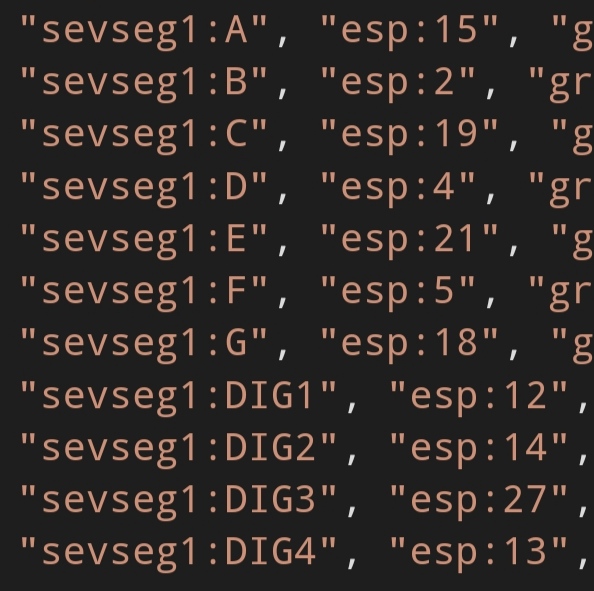 "sevseg1:A", "esp:15", "g
"sevseg1:B", "esp:2", "gr
"sevseg1:C", "esp:19", "g
"sevseg1:D", "esp:4", "gr
"sevseg1:E", "esp:21", "g
"sevseg1:F", "esp:5", "gr
"sevseg1:G", "esp:18", "g
"sevseg1:DIG1", "esp:12",
"sevseg1:DIG2", "esp:14",
"sevseg1:DIG3", "esp:27",
"sevseg1:DIG4", "esp:13",